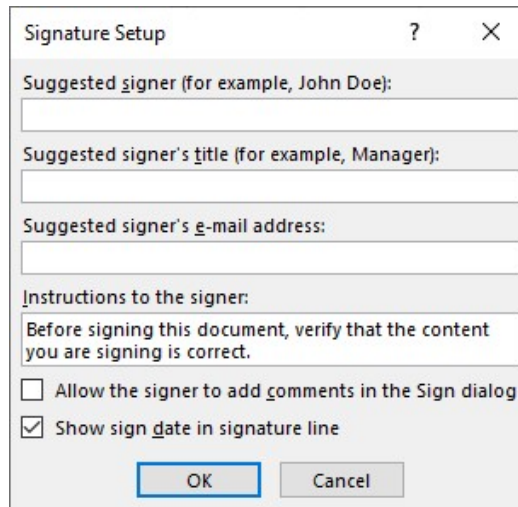 Signature Setup ? ×
Suggested signer (for example, John Doe):
Suggested signer's title (for example, Manager):
Suggested signer's e-mail address:
Instructions to the signer:
Before signing this document, verify that the content
you are signing is correct.
Allow the signer to add comments in the Sign dialog
Show sign date in signature line
OK Cancel